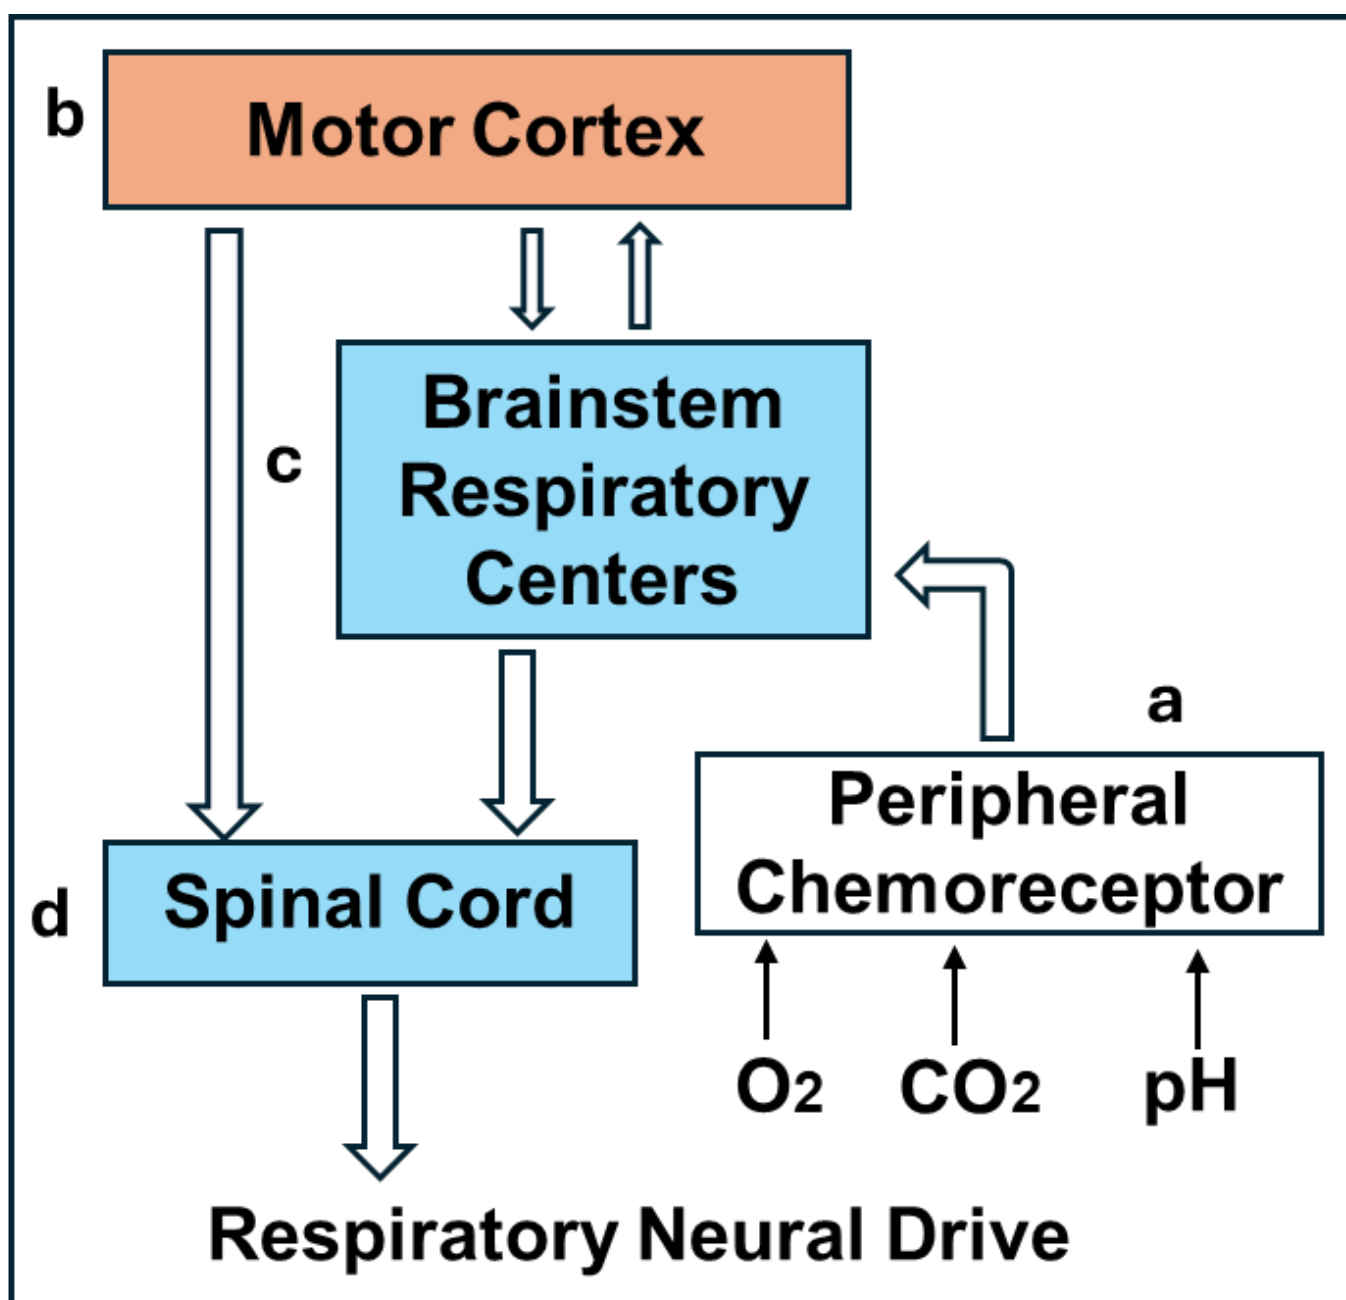 b
Motor Cortex
Brainstem
Respiratory
Centers
c
a
Peripheral
Chemoreceptor
d
Spinal Cord
O2
CO2
pH
Respiratory Neural Drive